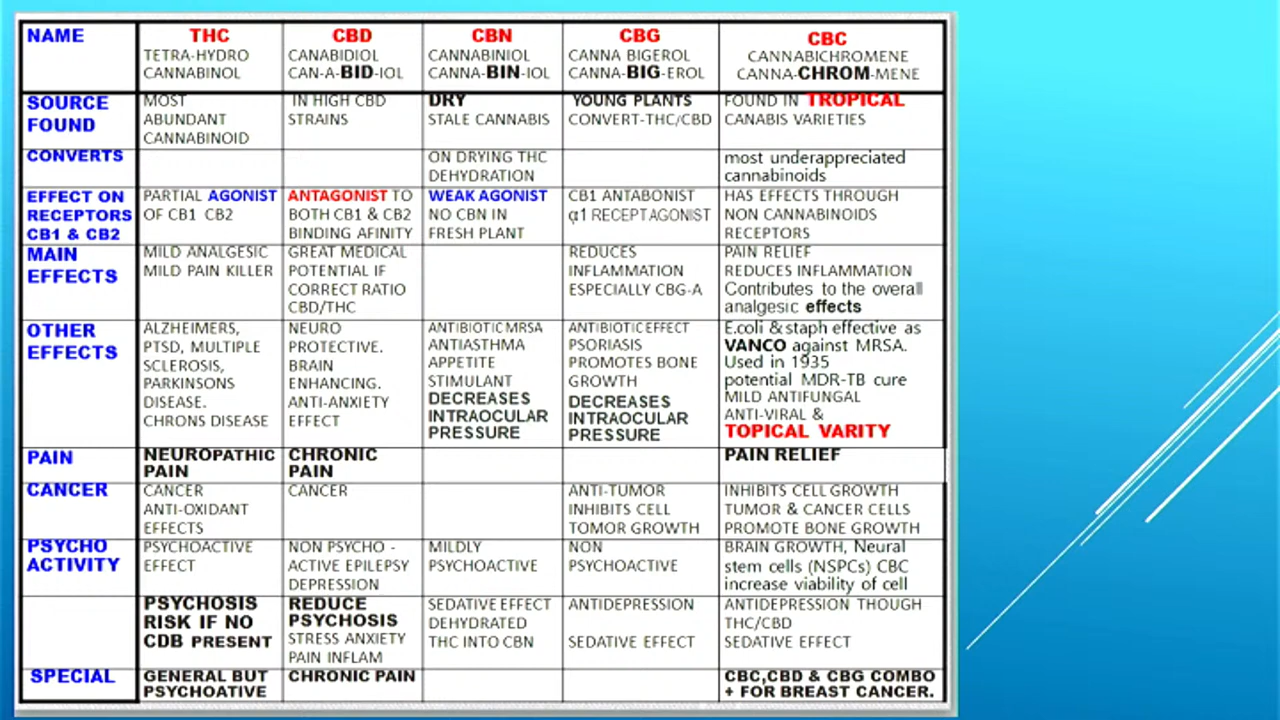 NAME
THC
TETRA-HYDRO
CANNABINOL
CBD
CANABIDIOL
CAN-A-BID-IOL
CBN
CANNABINIOL
CANNA-BIN-IOL
CBG
CANNA BIGEROL
CANNA-BIG-EROL
CBC
CANNABICHROMENE
CANNA-CHROM-MENE
SOURCE
FOUND
MOST
ABUNDANT
CANNABINOID
IN HIGH CBD
STRAINS
DRY
STALE CANNABIS
YOUNG PLANTS
CONVERT-THC/CBD
FOUND IN TROPICAL
CANABIS VARIETIES
CONVERTS
ON DRYING THC
DEHYDRATION
most underappreciated
cannabinoids
EFFECT ON
RECEPTORS
CB1 & CB2
PARTIAL AGONIST
OF CB1 CB2
ANTAGONIST TO
BOTH CB1 & CB2
BINDING AFINITY
WEAK AGONIST
NO CBN IN
FRESH PLANT
CB1 ANTABONIST
α1 RECEPT AGONIST
HAS EFFECTS THROUGH
NON CANNABINOIDS
RECEPTORS
MAIN
EFFECTS
MILD ANALGESIC
MILD PAIN KILLER
GREAT MEDICAL
POTENTIAL IF
CORRECT RATIO
CBD/THC
REDUCES
INFLAMMATION
ESPECIALLY CBG-A
PAIN RELIEF
REDUCES INFLAMMATION
Contributes to the overall
analgesic effects
OTHER
EFFECTS
ALZHEIMERS,
PTSD, MULTIPLE
SCLEROSIS,
PARKINSONS
DISEASE.
CHRONS DISEASE
NEURO
PROTECTIVE.
BRAIN
ENHANCING.
ANTI-ANXIETY
EFFECT
ANTIBIOTIC MRSA
ANTIASTHMA
APPETITE
STIMULANT
DECREASES
INTRAOCULAR
PRESSURE
ANTIBIOTIC EFFECT
PSORIASIS
PROMOTES BONE
GROWTH
DECREASES
INTRAOCULAR
PRESSURE
E.coli & staph effective as
VANCO against MRSA.
Used in 1935
potential MDR-TB cure
MILD ANTIFUNGAL
ANTI-VIRAL &
TOPICAL VARITY
PAIN
NEUROPATHIC
PAIN
CHRONIC
PAIN
PAIN RELIEF
CANCER
CANCER
ANTI-OXIDANT
EFFECTS
CANCER
ANTI-TUMOR
INHIBITS CELL
TOMOR GROWTH
INHIBITS CELL GROWTH
TUMOR & CANCER CELLS
PROMOTE BONE GROWTH
PSYCHO
ACTIVITY
PSYCHOACTIVE
EFFECT
NON PSYCHO -
ACTIVE EPILEPSY
DEPRESSION
MILDLY
PSYCHOACTIVE
NON
PSYCHOACTIVE
BRAIN GROWTH, Neural
stem cells (NSPCs) CBC
increase viability of cell
PSYCHOSIS
RISK IF NO
CDB PRESENT
REDUCE
PSYCHOSIS
STRESS ANXIETY
PAIN INFLAM
SEDATIVE EFFECT
DEHYDRATED
THC INTO CBN
ANTIDEPRESSION
SEDATIVE EFFECT
ANTIDEPRESSION THOUGH
THC/CBD
SEDATIVE EFFECT
SPECIAL
GENERAL BUT
PSYCHOATIVE
CHRONIC PAIN
CBC,CBD & CBG COMBO
+ FOR BREAST CANCER.